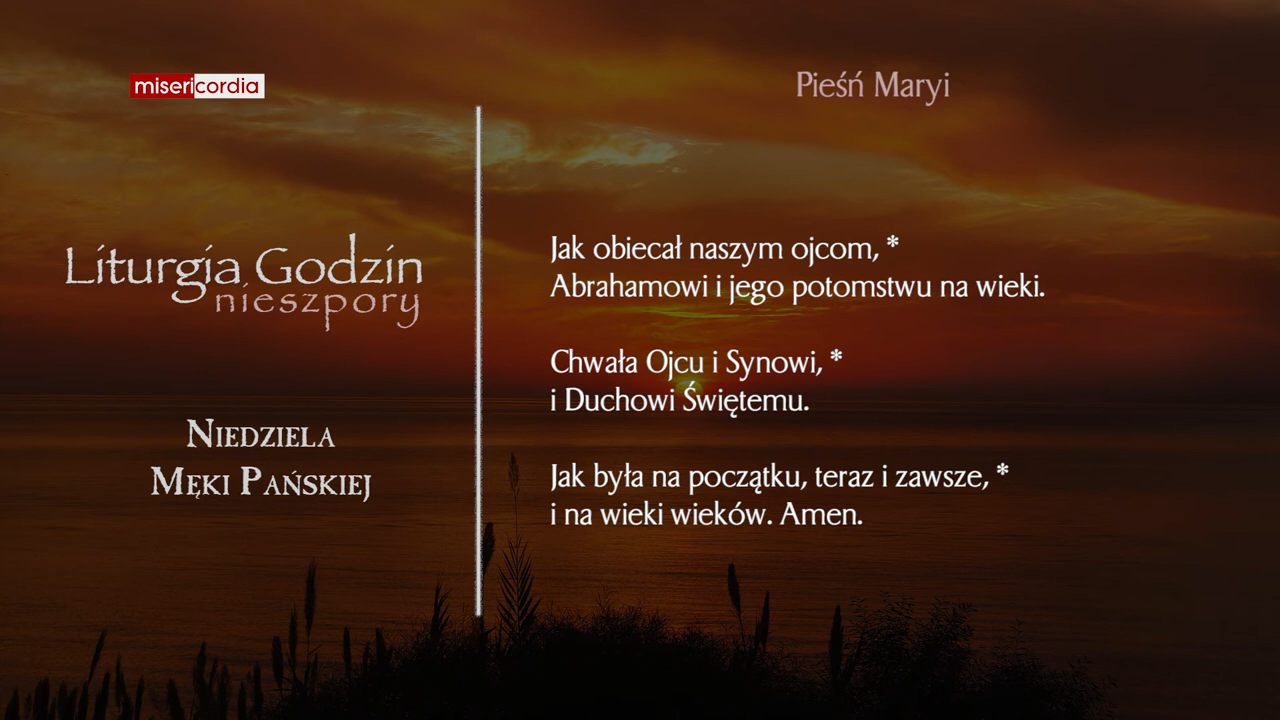 misericordia
Pieśń Maryi
Liturgia Godzin
nieszpory
Niedziela
Męki Pańskiej
Jak obiecał naszym ojcom, *
Abrahamowi i jego potomstwu na wieki.
Chwała Ojcu i Synowi, *
i Duchowi Świętemu.
Jak była na początku, teraz i zawsze, *
i na wieki wieków. Amen.